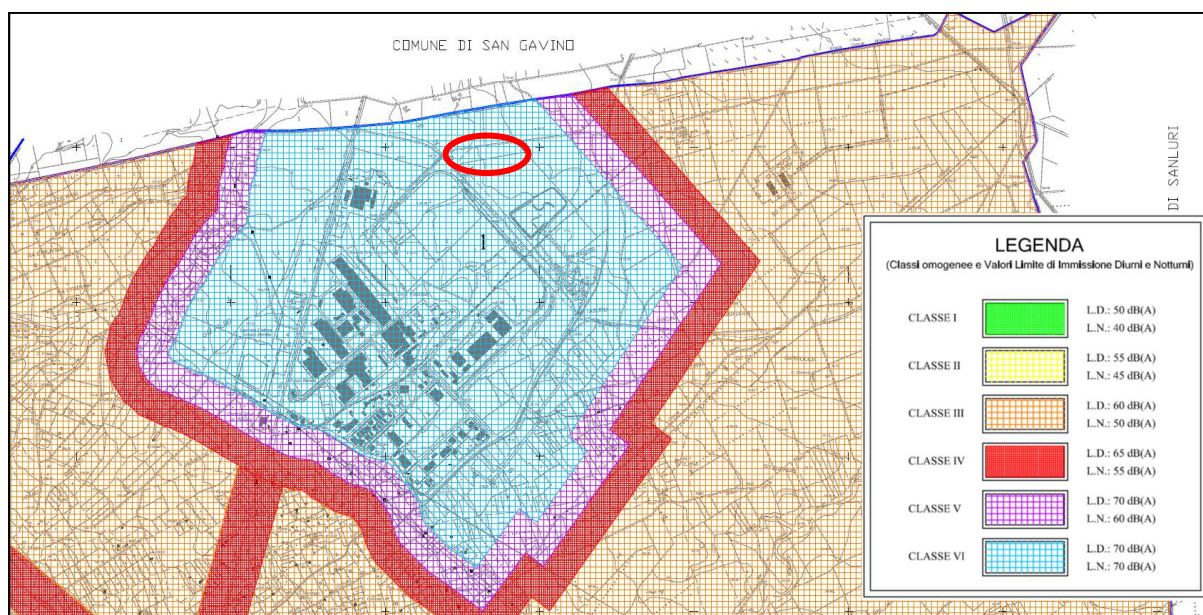 COMUNE DI SAN GAVINO
DI SANLURI
1
LEGENDA
(Classi omogenee e Valori Limite di Immissione Diurni e Notturni)
CLASSE I
L.D.: 50 dB(A)
L.N.: 40 dB(A)
CLASSE II
L.D.: 55 dB(A)
L.N.: 45 dB(A)
CLASSE III
L.D.: 60 dB(A)
L.N.: 50 dB(A)
CLASSE IV
L.D.: 65 dB(A)
L.N.: 55 dB(A)
CLASSE V
L.D.: 70 dB(A)
L.N.: 60 dB(A)
CLASSE VI
L.D.: 70 dB(A)
L.N.: 70 dB(A)